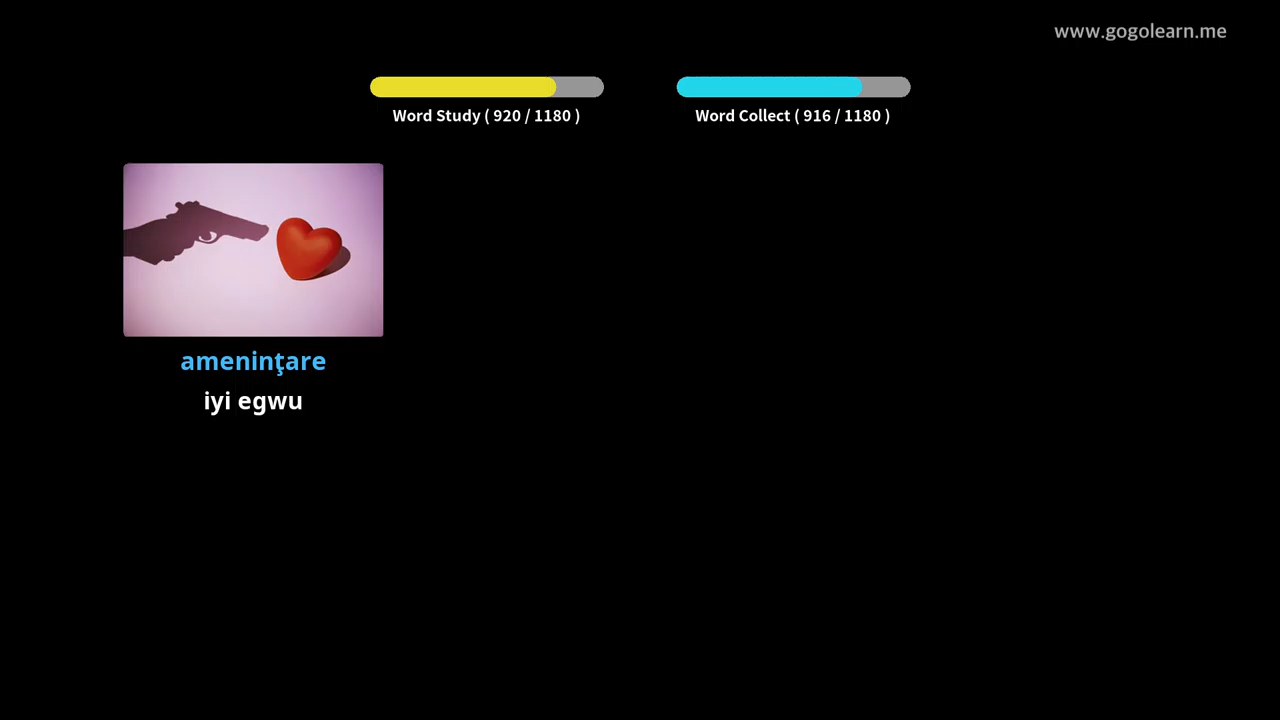 www.gogolearn.me
Word Study ( 920 / 1180 )
Word Collect ( 916 / 1180 )
ameninţare
iyi egwu